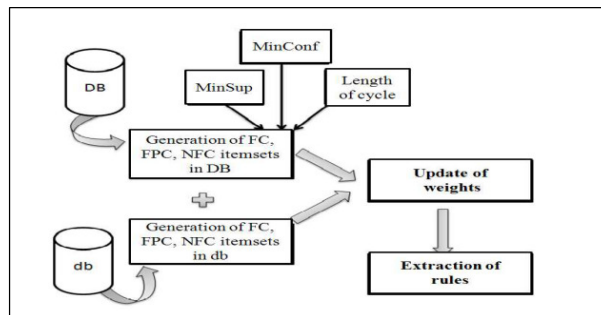 MinConf
MinSup
Length
of cycle
DB
Generation of FC,
FPC, NFC itemsets
in DB
Update of
weights
Generation of FC,
FPC, NFC itemsets
in db
db
Extraction of
rules